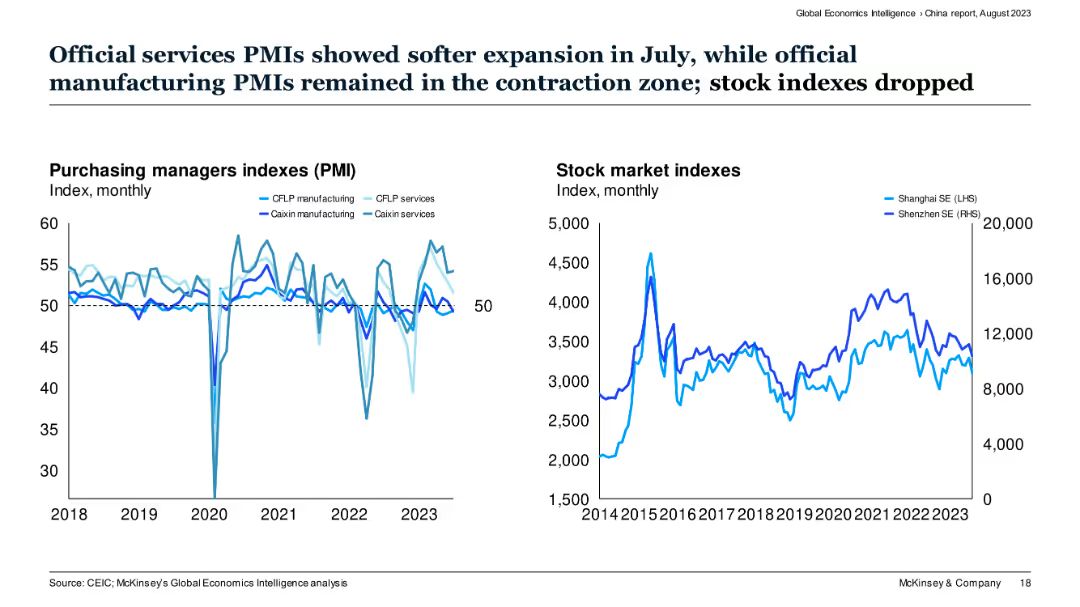 Global Economics Intelligence › China report, August 2023
Official services PMIs showed softer expansion in July, while official
manufacturing PMIs remained in the contraction zone; stock indexes dropped
Purchasing managers indexes (PMI)
Index, monthly
CFLP manufacturing
CFLP services
Caixin manufacturing
Caixin services
60
55
50
45
40
35
30
50
2018
2019
2020
2021
2022
2023
Stock market indexes
Index, monthly
Shanghai SE (LHS)
Shenzhen SE (RHS)
5,000
4,500
4,000
3,500
3,000
2,500
2,000
1,500
20,000
16,000
12,000
8,000
4,000
0
2014
2015
2016
2017
2018
2019
2020
2021
2022
2023
Source: CEIC; McKinsey's Global Economics Intelligence analysis
McKinsey & Company 18